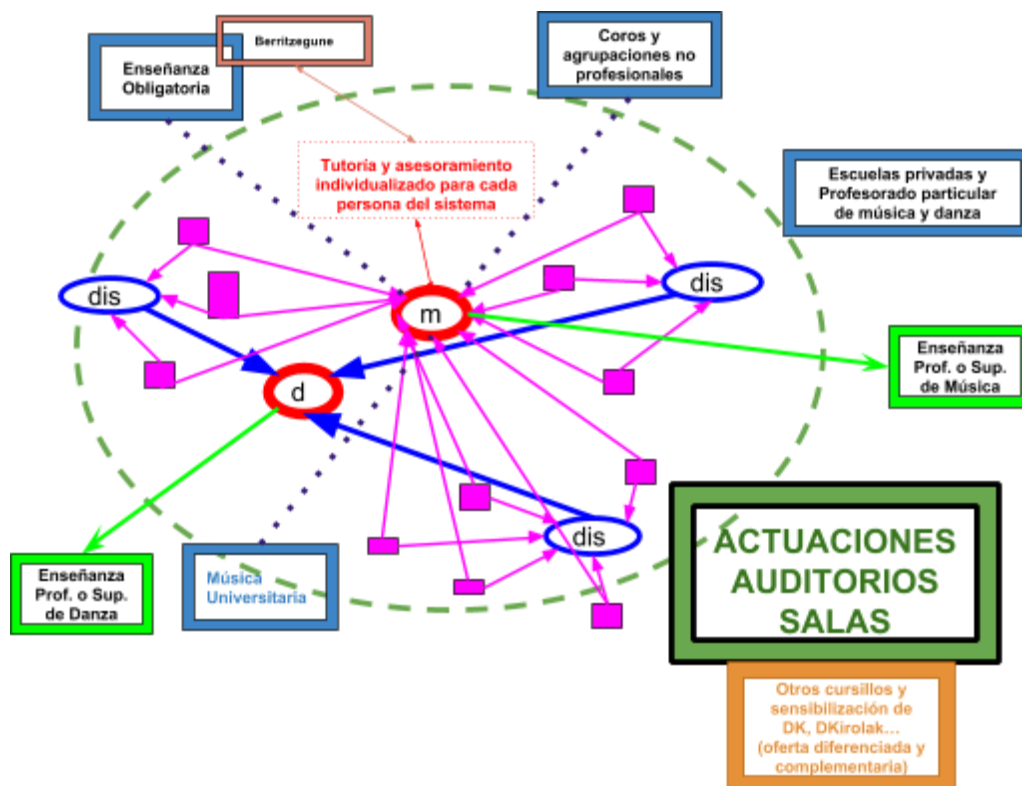 Berritzegune
Enseñanza
Obligatoria
Coros y
agrupaciones no
profesionales
Tutoría y asesoramiento
individualizado para cada
persona del sistema
Escuelas privadas y
Profesorado particular
de música y danza
dis
dis
m
d
Enseñanza
Prof. o Sup.
de Música
dis
ACTUACIONES
AUDITORIOS
SALAS
Enseñanza
Prof. o Sup.
de Danza
Música
Universitaria
Otros cursillos y
sensibilización de
DK, DKirolak...
(oferta diferenciada y
complementaria)